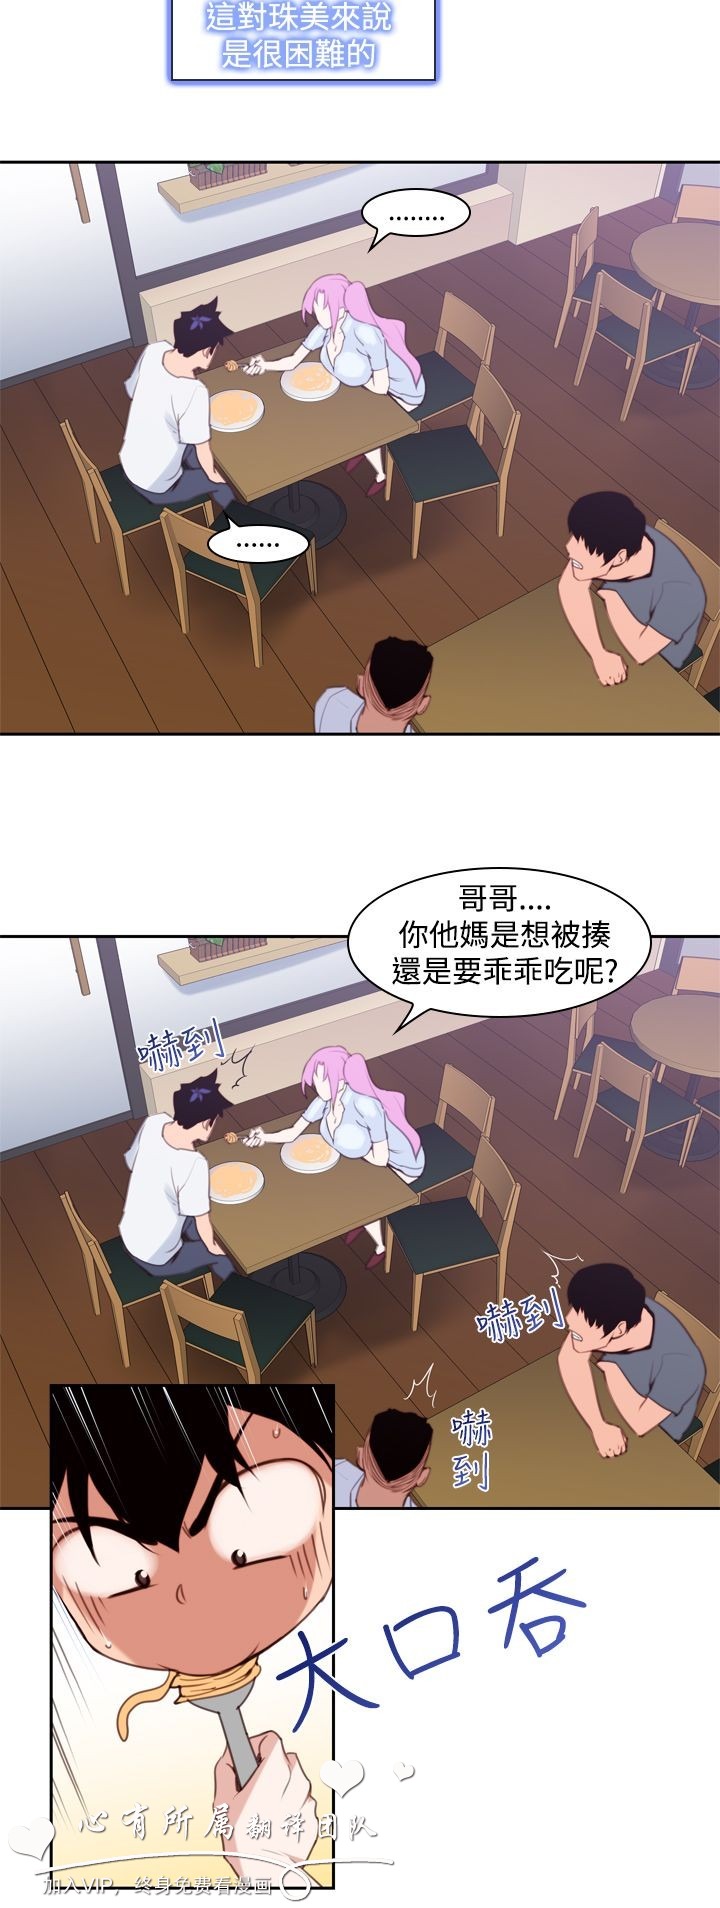 這對珠美來說
是很困難的
........
......
哥哥....
你他媽是想被揍
還是要乖乖吃呢?
嚇到
嚇到
嚇到
大口吞
心有所属翻译团队
加入VIP，终身免费看漫画